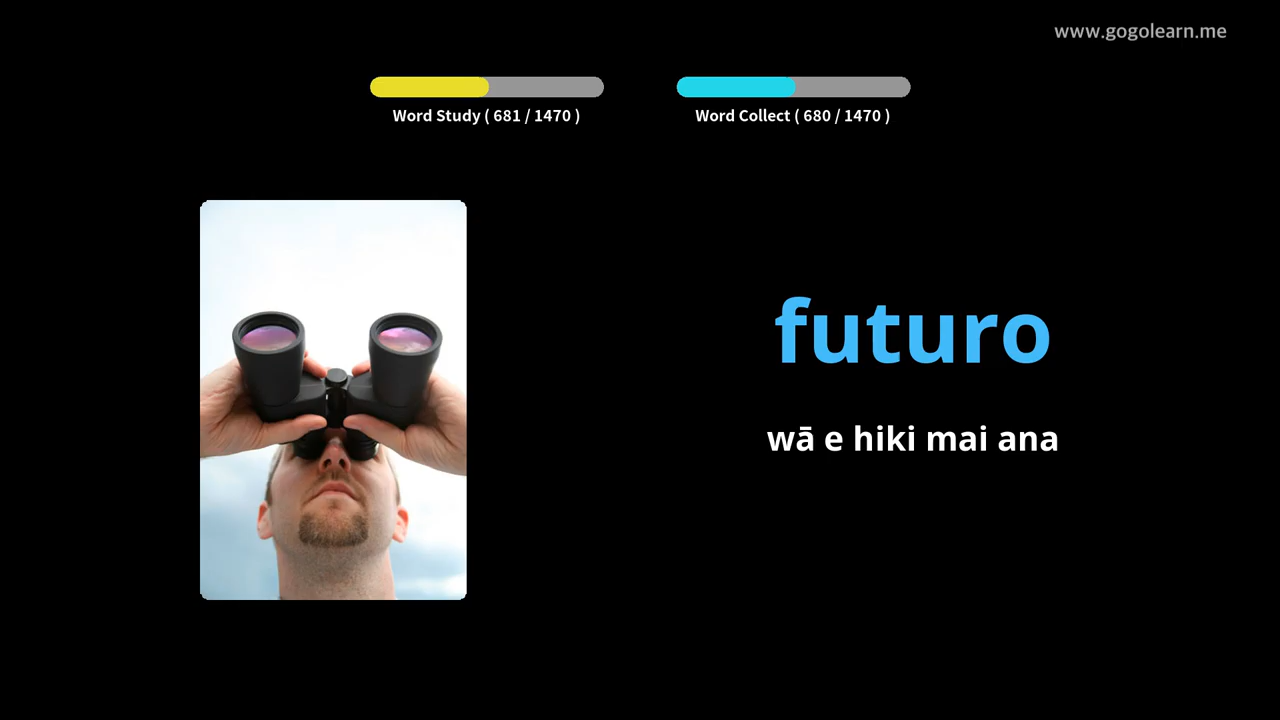 www.gogolearn.me
Word Study ( 681 / 1470 )
Word Collect ( 680 / 1470 )
futuro
wā e hiki mai ana